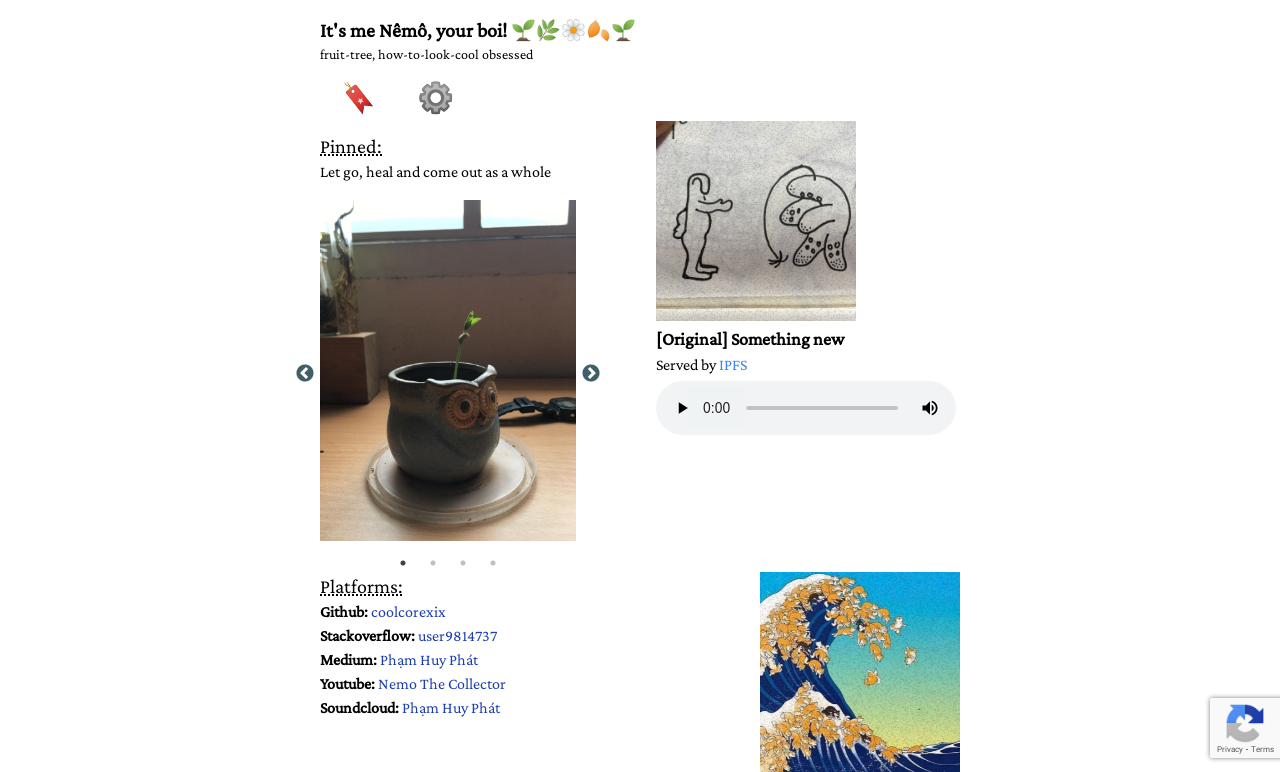 It's me Nêmô, your boi! 🌱🌿🌼🍂🌱
fruit-tree, how-to-look-cool obsessed
Pinned:
Let go, heal and come out as a whole
[Original] Something new
Served by IPFS
0:00
Platforms:
Github: coolcorexix
Stackoverflow: user9814737
Medium: Phạm Huy Phát
Youtube: Nemo The Collector
Soundcloud: Phạm Huy Phát
Privacy - Terms